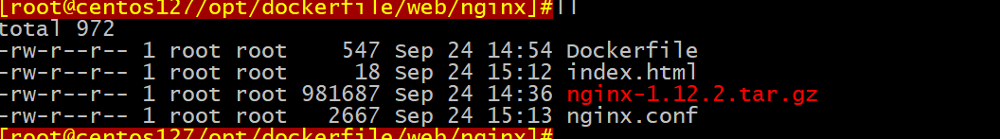 [root@centos127/opt/dockerfile/web/nginx]#ll
total 972
-rw-r--r-- 1 root root    547 Sep 24 14:54 Dockerfile
-rw-r--r-- 1 root root     18 Sep 24 15:12 index.html
-rw-r--r-- 1 root root 981687 Sep 24 14:36 nginx-1.12.2.tar.gz
-rw-r--r-- 1 root root   2667 Sep 24 15:13 nginx.conf
[root@centos127/opt/dockerfile/web/nginx]#